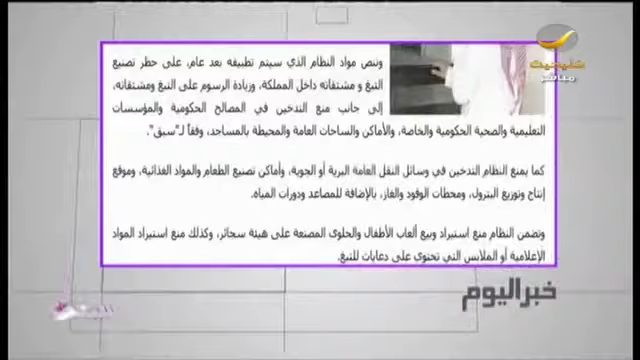 خليجية
مباشر
وتنص مواد النظام الذي سيتم تطبيقه بعد عام، على حظر تصنيع
التبغ و مشتقاته داخل المملكة، وزيادة الرسوم على التبغ ومشتقاته،
إلى جانب منع التدخين في المصالح الحكومية والمؤسسات
التعليمية والصحية الحكومية والخاصة، والأماكن والساحات العامة والمحيطة بالمساجد، وفقاً لـ"سبق".
كما يمنع النظام التدخين في وسائل النقل العامة البرية أو الجوية، وأماكن تصنيع الطعام والمواد الغذائية، وموقع
إنتاج وتوزيع البترول، ومحطات الوقود والغاز، بالإضافة للمصاعد ودورات المياه.
وتضمن النظام منع استيراد وبيع ألعاب الأطفال والحلوى المصنعة على هيئة سجائر، وكذلك منع استيراد المواد
الإعلامية أو الملابس التي تحتوي على دعايات للتبغ.
خبر اليوم